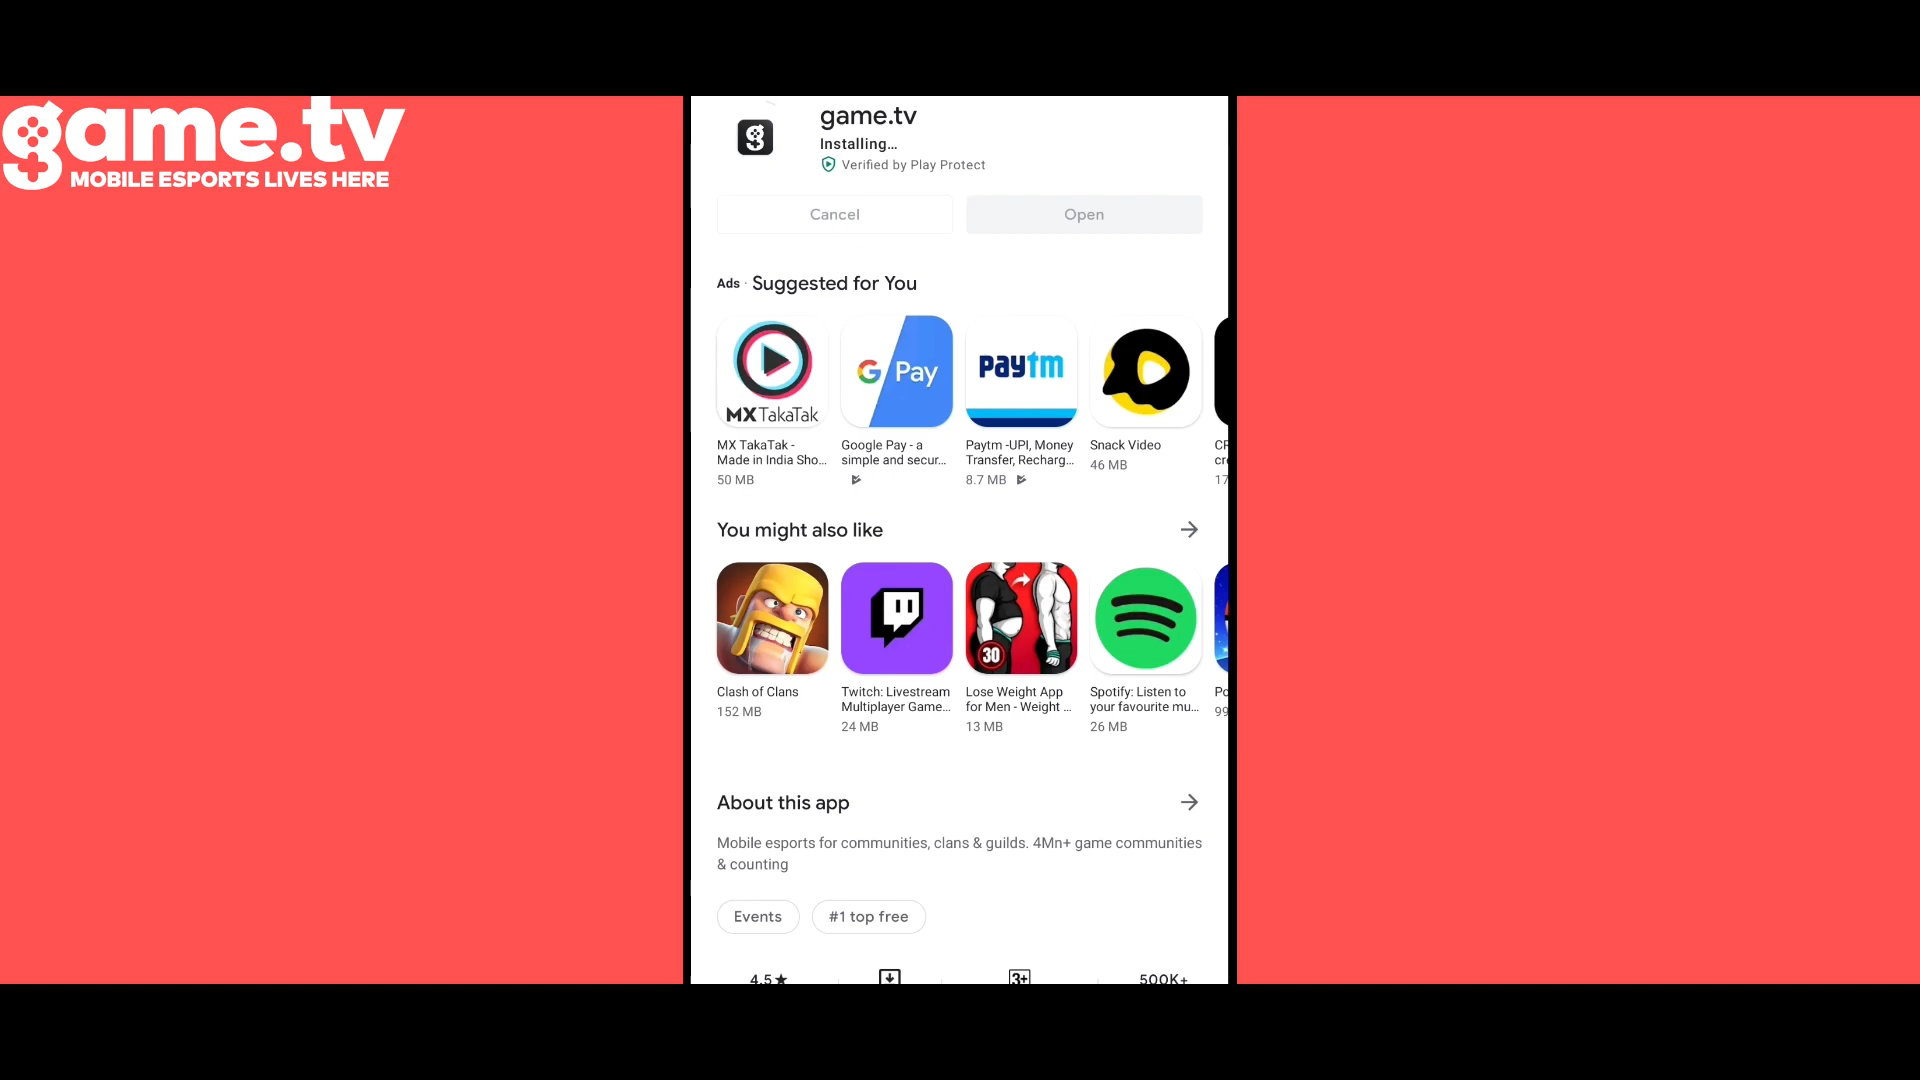 game.tv
MOBILE ESPORTS LIVES HERE
game.tv
Installing...
Verified by Play Protect
Cancel
Open
Ads · Suggested for You
MX TakaTak
G Pay
paytm
MX TakaTak -
Made in India Sho...
50 MB
Google Pay - a
simple and secur...
Paytm -UPI, Money
Transfer, Recharg...
8.7 MB
Snack Video
46 MB
CF
cre
17
You might also like
30
Clash of Clans
152 MB
Twitch: Livestream
Multiplayer Game...
24 MB
Lose Weight App
for Men - Weight ...
13 MB
Spotify: Listen to
your favourite mu...
26 MB
Po
99
About this app
Mobile esports for communities, clans & guilds. 4Mn+ game communities
& counting
Events
#1 top free
4.5★
3+
500K+